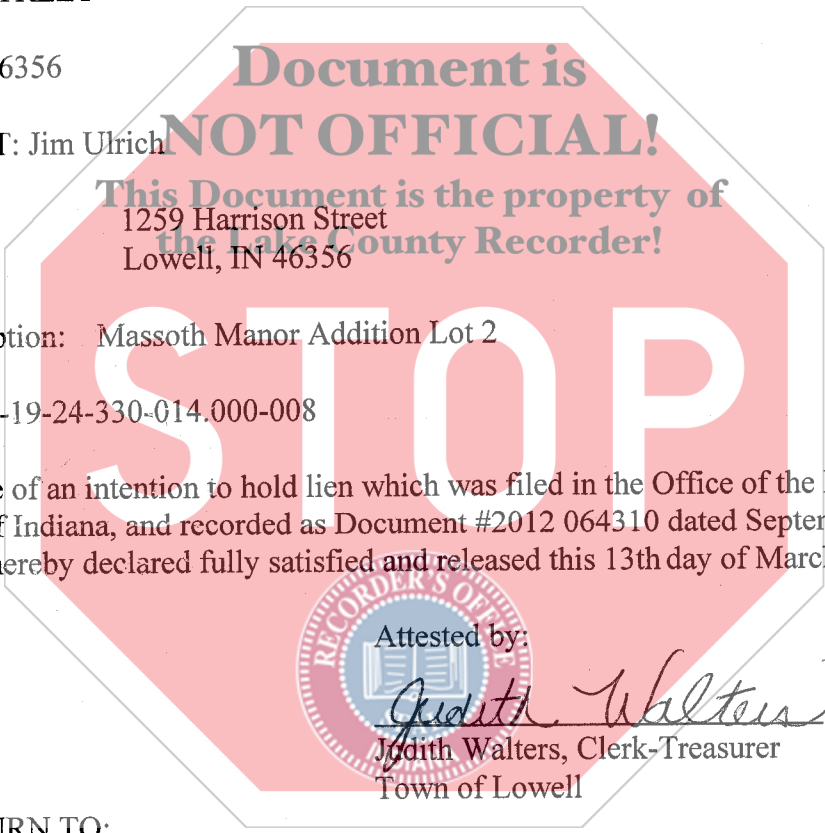 6356
Document is
NOT OFFICIAL!
This Document is the property of
the Lake County Recorder!
T: Jim Ulrich
1259 Harrison Street
Lowell, IN 46356
ption: Massoth Manor Addition Lot 2
-19-24-330-014.000-008
STOP
e of an intention to hold lien which was filed in the Office of the
f Indiana, and recorded as Document #2012 064310 dated Septer
hereby declared fully satisfied and released this 13th day of Marc
RECORDER'S OFFICE
INDIANA
Attested by:
Judith Walters
Judith Walters, Clerk-Treasurer
Town of Lowell
URN TO: